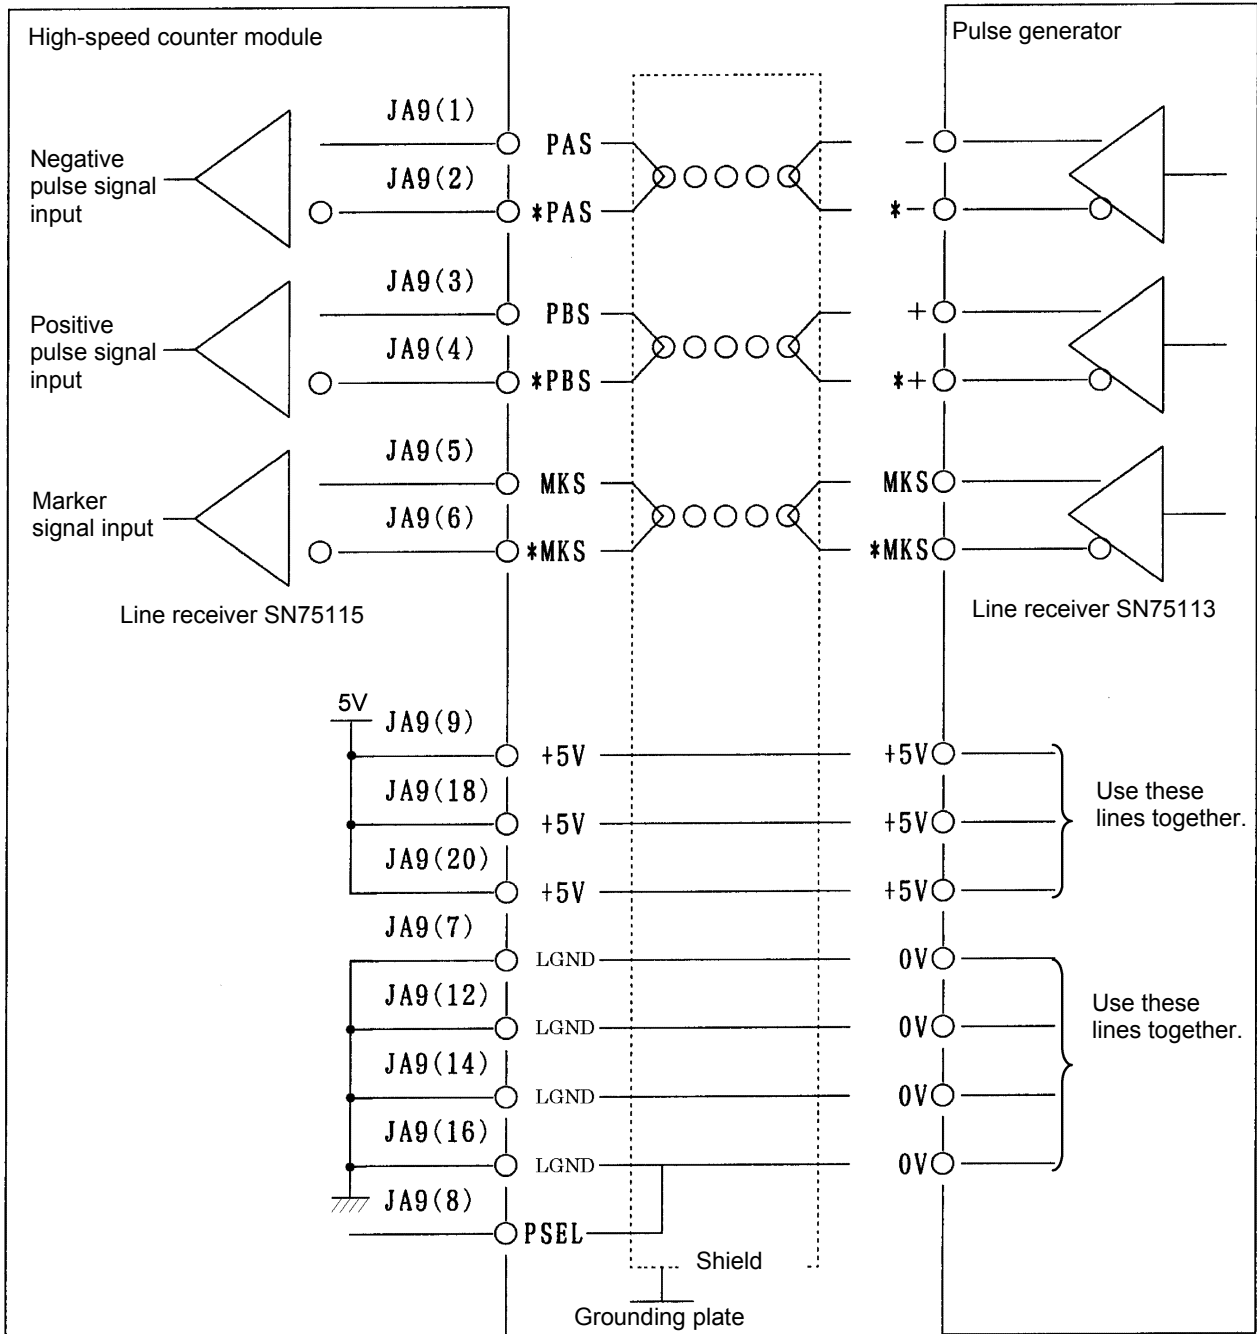 High-speed counter module
Pulse generator
JA9(1)
PAS
-
Negative
pulse signal
input
JA9(2)
*PAS
*-
JA9(3)
PBS
+
Positive
pulse signal
input
JA9(4)
*PBS
*+
JA9(5)
MKS
MKS
Marker
signal input
JA9(6)
*MKS
*MKS
Line receiver SN75115
Line receiver SN75113
5V
JA9(9)
+5V
+5V
JA9(18)
+5V
+5V
Use these
lines together.
JA9(20)
+5V
+5V
JA9(7)
LGND
0V
JA9(12)
LGND
0V
Use these
lines together.
JA9(14)
LGND
0V
JA9(16)
LGND
0V
JA9(8)
PSEL
Shield
Grounding plate